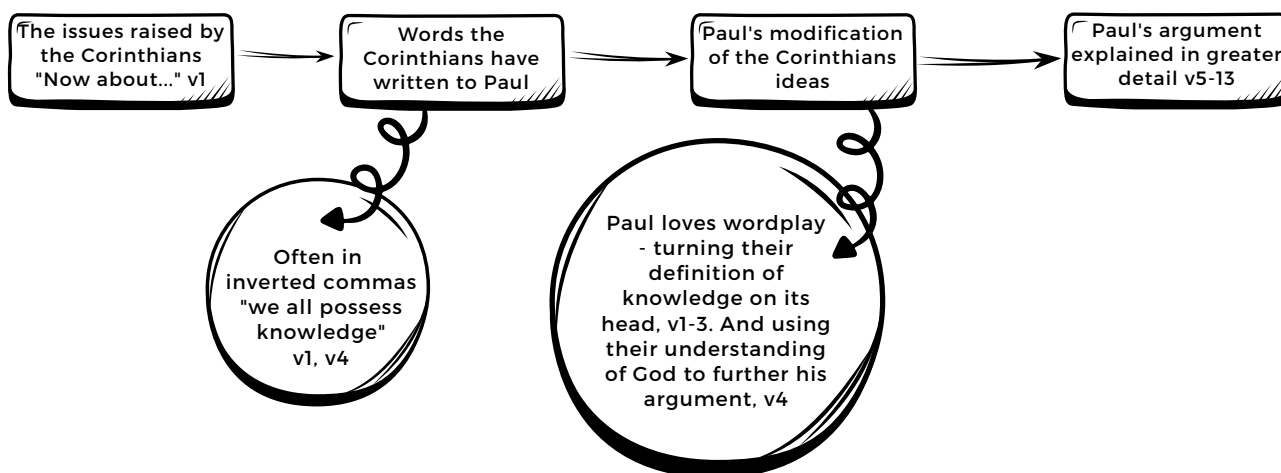 The issues raised by
the Corinthians
"Now about..." v1
Words the
Corinthians have
written to Paul
Paul's modification
of the Corinthians
ideas
Paul's argument
explained in greater
detail v5-13
Often in
inverted commas
"we all possess
knowledge"
v1, v4
Paul loves wordplay
- turning their
definition of
knowledge on its
head, v1-3. And using
their understanding
of God to further his
argument, v4